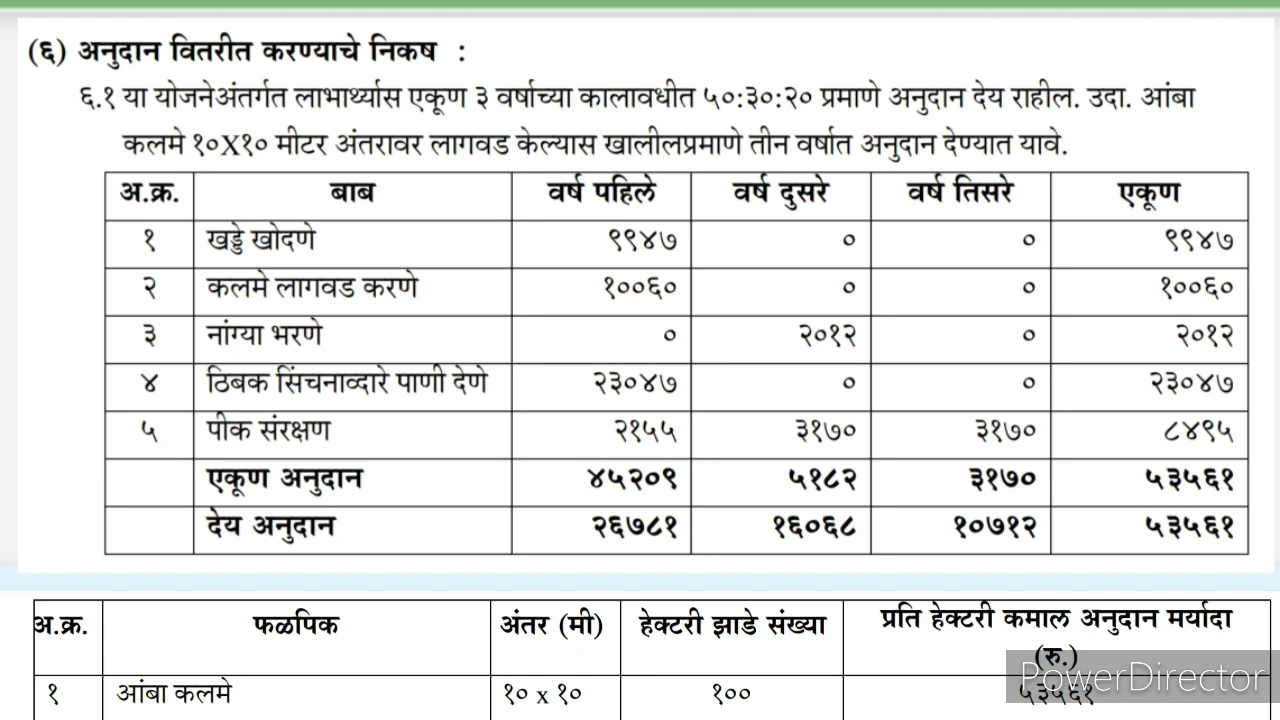 (६) अनुदान वितरीत करण्याचे निकष :
६.१ या योजनेअंतर्गत लाभार्थ्यास एकूण ३ वर्षाच्या कालावधीत ५०:३०:२० प्रमाणे अनुदान देय राहील. उदा. आंबा
कलमे १०X१० मीटर अंतरावर लागवड केल्यास खालीलप्रमाणे तीन वर्षात अनुदान देण्यात यावे.
अ.क्र. बाब वर्ष पहिले वर्ष दुसरे वर्ष तिसरे एकूण
१ खड्डे खोदणे ९९४७ ० ० ९९४७
२ कलमे लागवड करणे १००६० ० ० १००६०
३ नांग्या भरणे ० २०१२ ० २०१२
४ ठिबक सिंचनाव्दारे पाणी देणे २३०४७ ० ० २३०४७
५ पीक संरक्षण २१५५ ३१७० ३१७० ८४९५
एकूण अनुदान ४५२०९ ५१८२ ३१७० ५३५६१
देय अनुदान २६७८१ १६०६८ १०७१२ ५३५६१
अ.क्र. फळपिक अंतर (मी) हेक्टरी झाडे संख्या प्रति हेक्टरी कमाल अनुदान मर्यादा
(रु.)
१ आंबा कलमे १० x १० १०० ५३५६१
PowerDirector